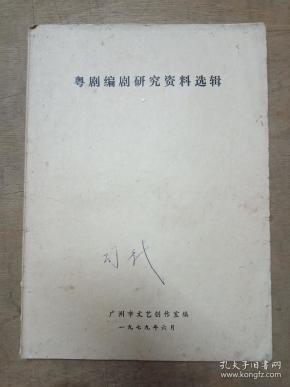 粤剧编剧研究资料选辑
广州市文艺创作室编
一九七九年六月
孔夫子旧书网